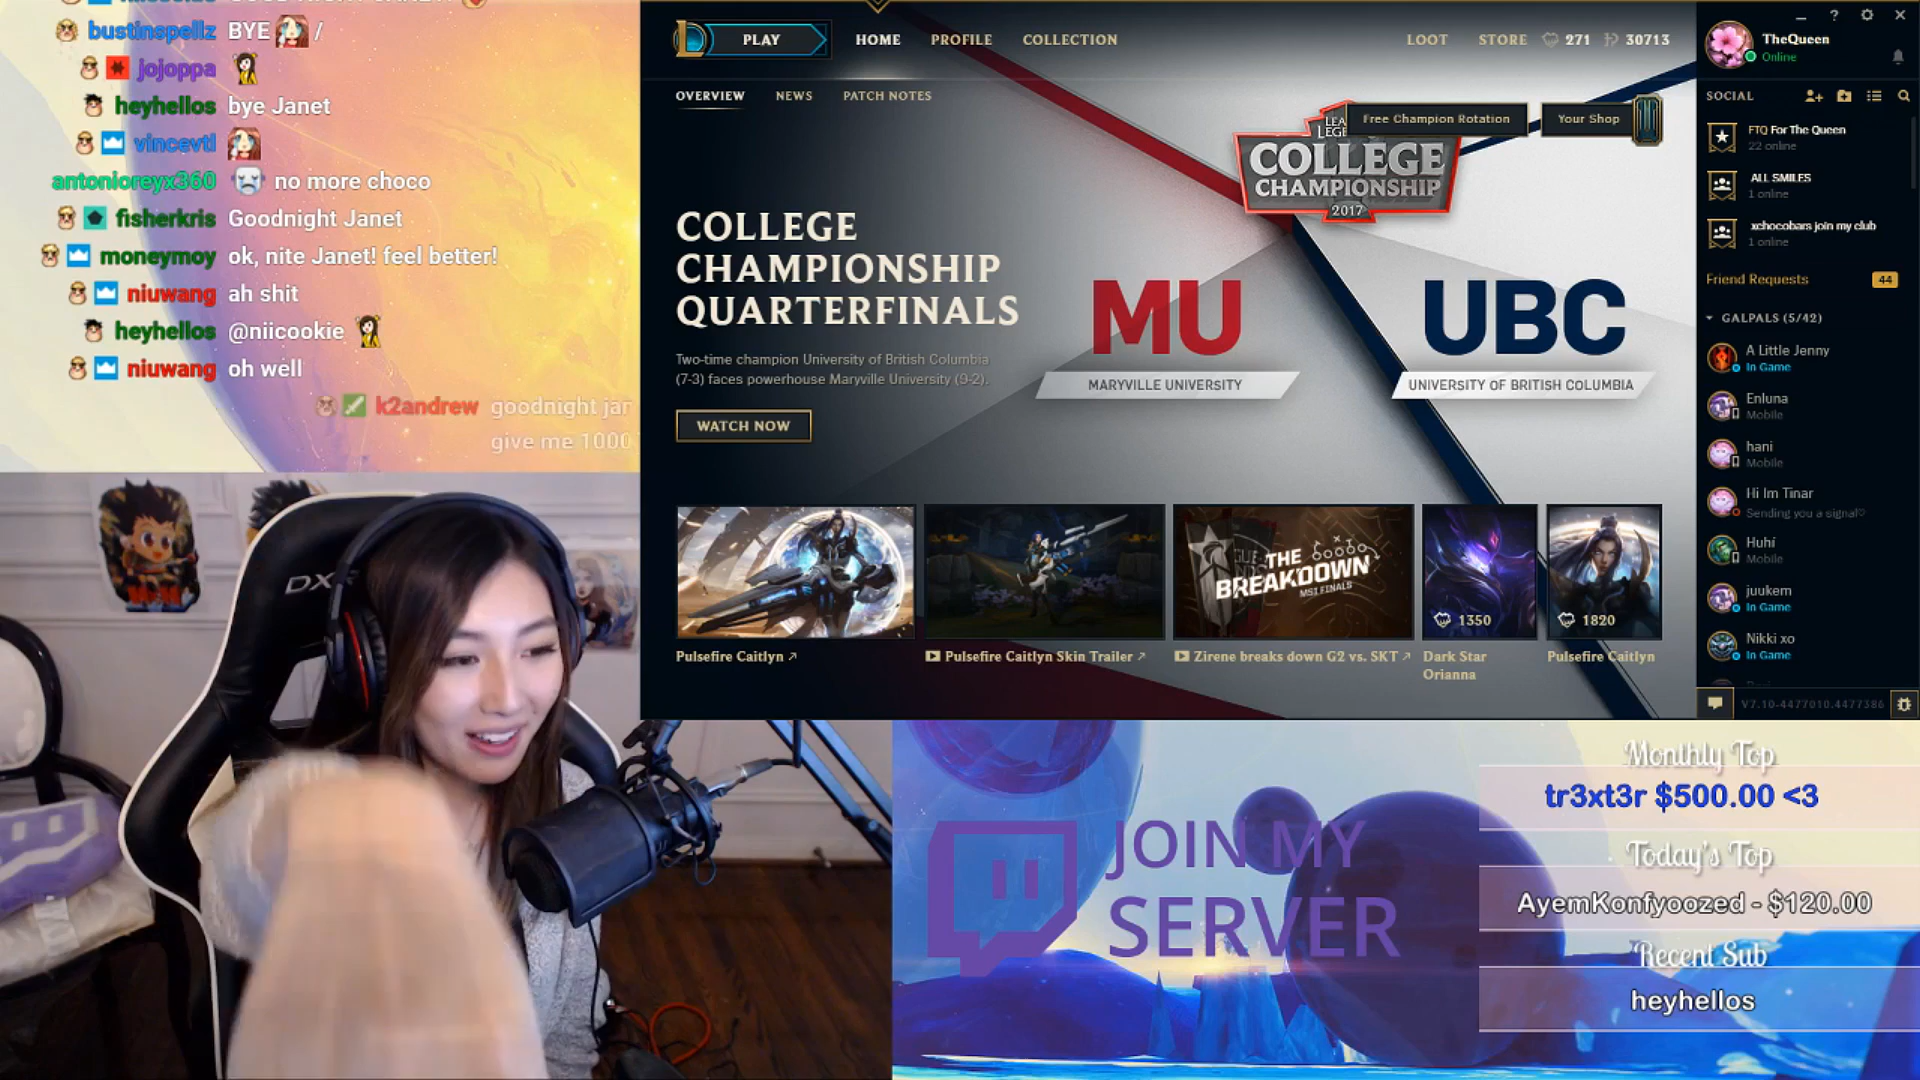 bustinspellz BYE /
jojoppa
heyhellos bye Janet
vincevtl
antonioreyx360 no more choco
fisherkris Goodnight Janet
moneymoy ok, nite Janet! feel better!
niuwang ah shit
heyhellos @niicookie
niuwang oh well
k2andrew goodnight jan
give me 1000
DX
PLAY
HOME
PROFILE
COLLECTION
LOOT
STORE
271
30713
OVERVIEW
NEWS
PATCH NOTES
Free Champion Rotation
Your Shop
COLLEGE
CHAMPIONSHIP
2017
COLLEGE
CHAMPIONSHIP
QUARTERFINALS
Two-time champion University of British Columbia
(7-3) faces powerhouse Maryville University (9-2).
WATCH NOW
MU
MARYVILLE UNIVERSITY
UBC
UNIVERSITY OF BRITISH COLUMBIA
THE
BREAKDOWN
MSI FINALS
1350
1820
Pulsefire Caitlyn
Pulsefire Caitlyn Skin Trailer
Zirene breaks down G2 vs. SKT
Dark Star
Orianna
Pulsefire Caitlyn
?
TheQueen
Online
SOCIAL
FTQ For The Queen
22 online
ALL SMILES
1 online
xchocobars join my club
1 online
Friend Requests
44
GALPALS (5/42)
A Little Jenny
In Game
Enluna
Mobile
hani
Mobile
Hi Im Tinar
Sending you a signal♡
Huhi
Mobile
juukem
In Game
Nikki xo
In Game
V7.10-4477010.4477386
JOIN MY
SERVER
Monthly Top
tr3xt3r $500.00 <3
Today's Top
AyemKonfyoozed - $120.00
Recent Sub
heyhellos